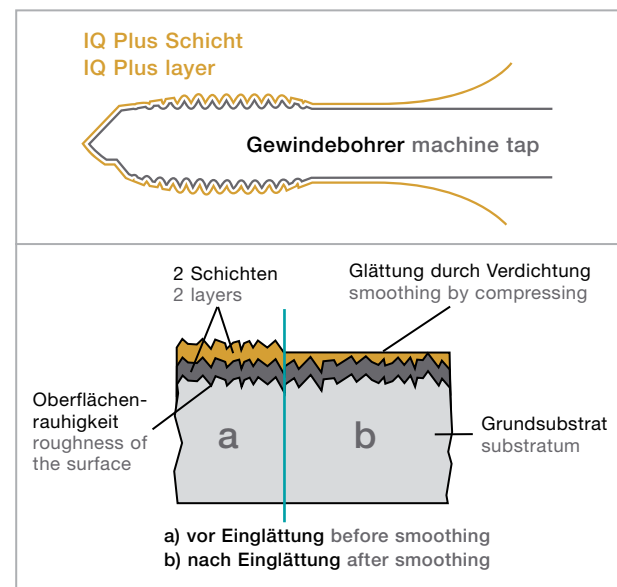 IQ Plus Schicht
IQ Plus layer
Gewindebohrer machine tap
2 Schichten
2 layers
Glättung durch Verdichtung
smoothing by compressing
Oberflächen-
rauhigkeit
roughness of
the surface
a
b
Grundsubstrat
substratum
a) vor Einglättung before smoothing
b) nach Einglättung after smoothing